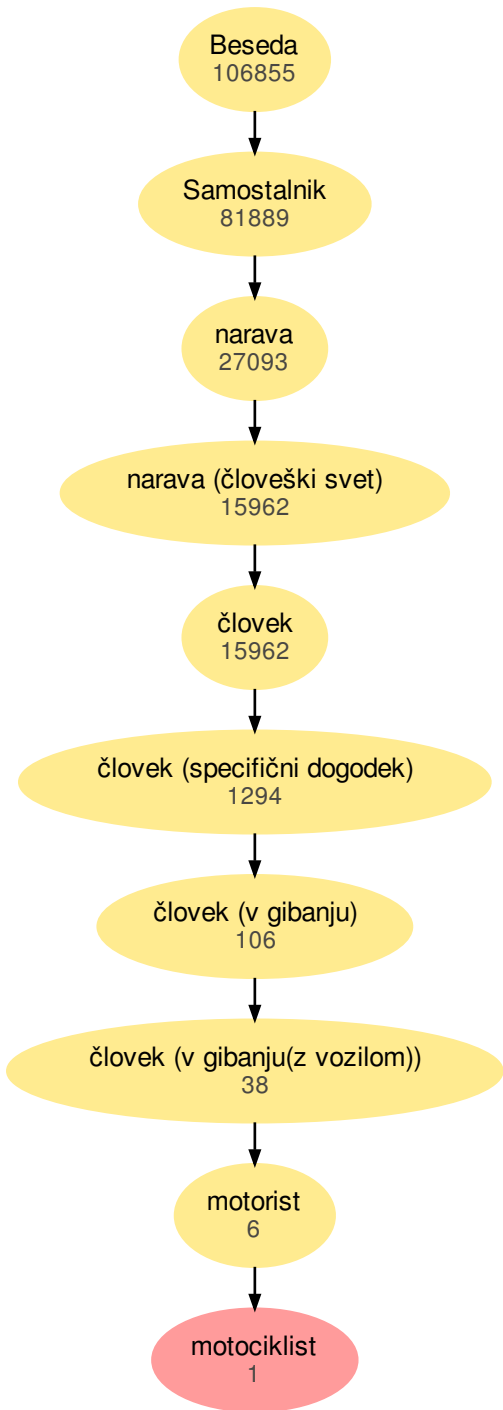 Beseda
106855
Samostalnik
81889
narava
27093
narava (človeški svet)
15962
človek
15962
človek (specifični dogodek)
1294
človek (v gibanju)
106
človek (v gibanju(z vozilom))
38
motorist
6
motociklist
1